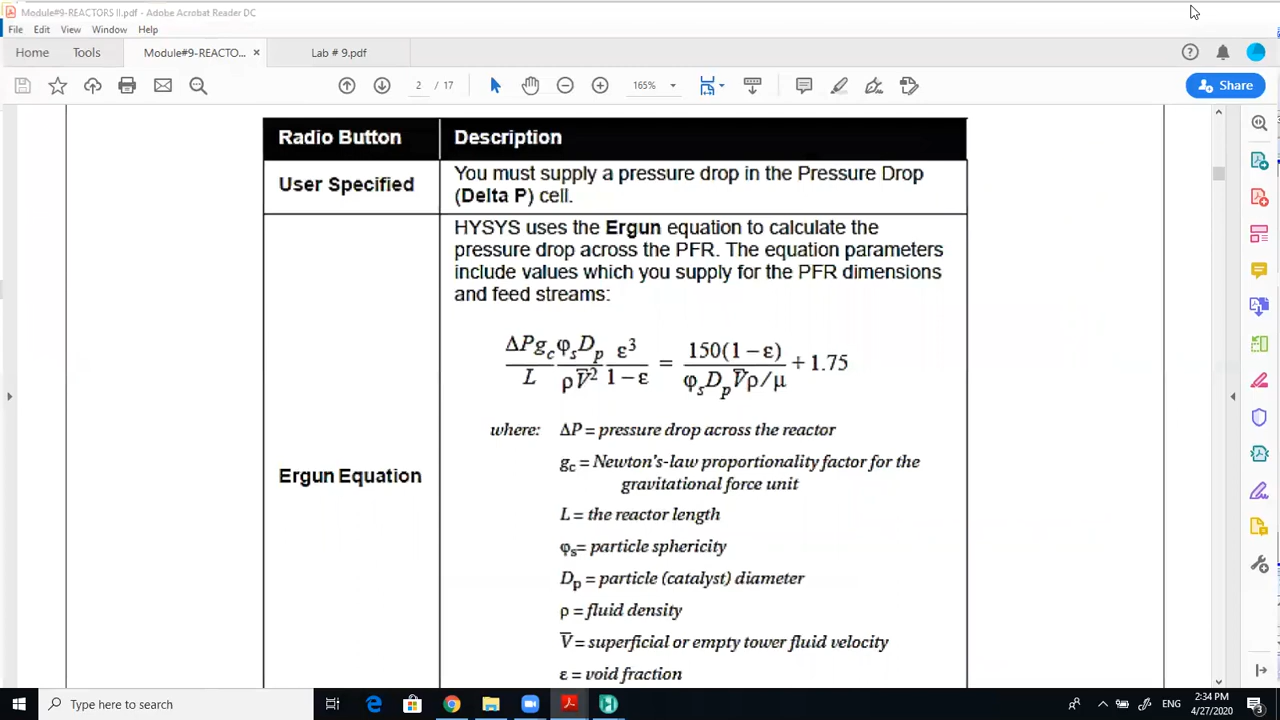 Module#9-REACTORS II.pdf - Adobe Acrobat Reader DC
File Edit View Window Help
Home Tools Module#9-REACTO... × Lab # 9.pdf
2 / 17 165% Share
Radio Button Description
User Specified
You must supply a pressure drop in the Pressure Drop
(Delta P) cell.
Ergun Equation
HYSYS uses the Ergun equation to calculate the
pressure drop across the PFR. The equation parameters
include values which you supply for the PFR dimensions
and feed streams:
ΔPg_c/L φ_sD_p/ρV̅² ε³/1−ε = 150(1−ε)/φ_sD_pV̅ρ/μ + 1.75
where: ΔP = pressure drop across the reactor
g_c = Newton's-law proportionality factor for the
gravitational force unit
L = the reactor length
φ_s= particle sphericity
D_p = particle (catalyst) diameter
ρ = fluid density
V̅ = superficial or empty tower fluid velocity
ε = void fraction
Type here to search
ENG
2:34 PM
4/27/2020
3